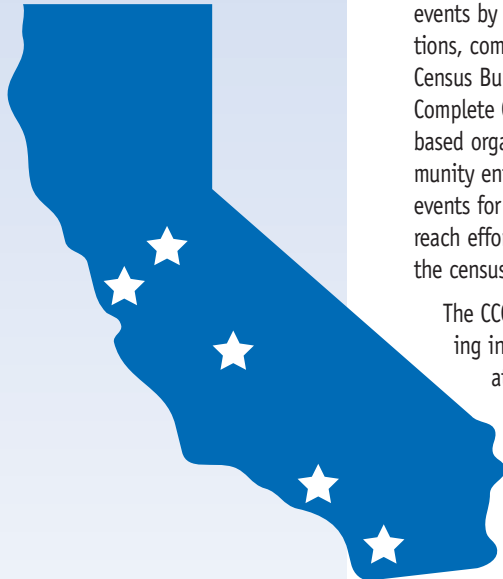 events by
tions, com
Census Bu
Complete
based orga
munity en
events for
reach effor
the census
The CC
ing in